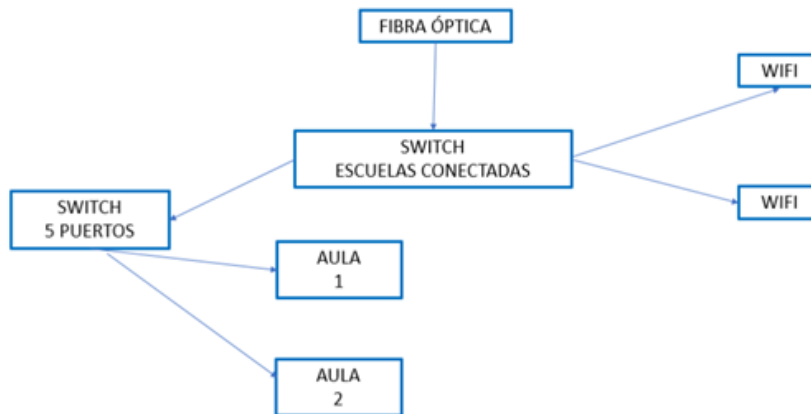 FIBRA ÓPTICA
WIFI
SWITCH
ESCUELAS CONECTADAS
WIFI
SWITCH
5 PUERTOS
AULA
1
AULA
2